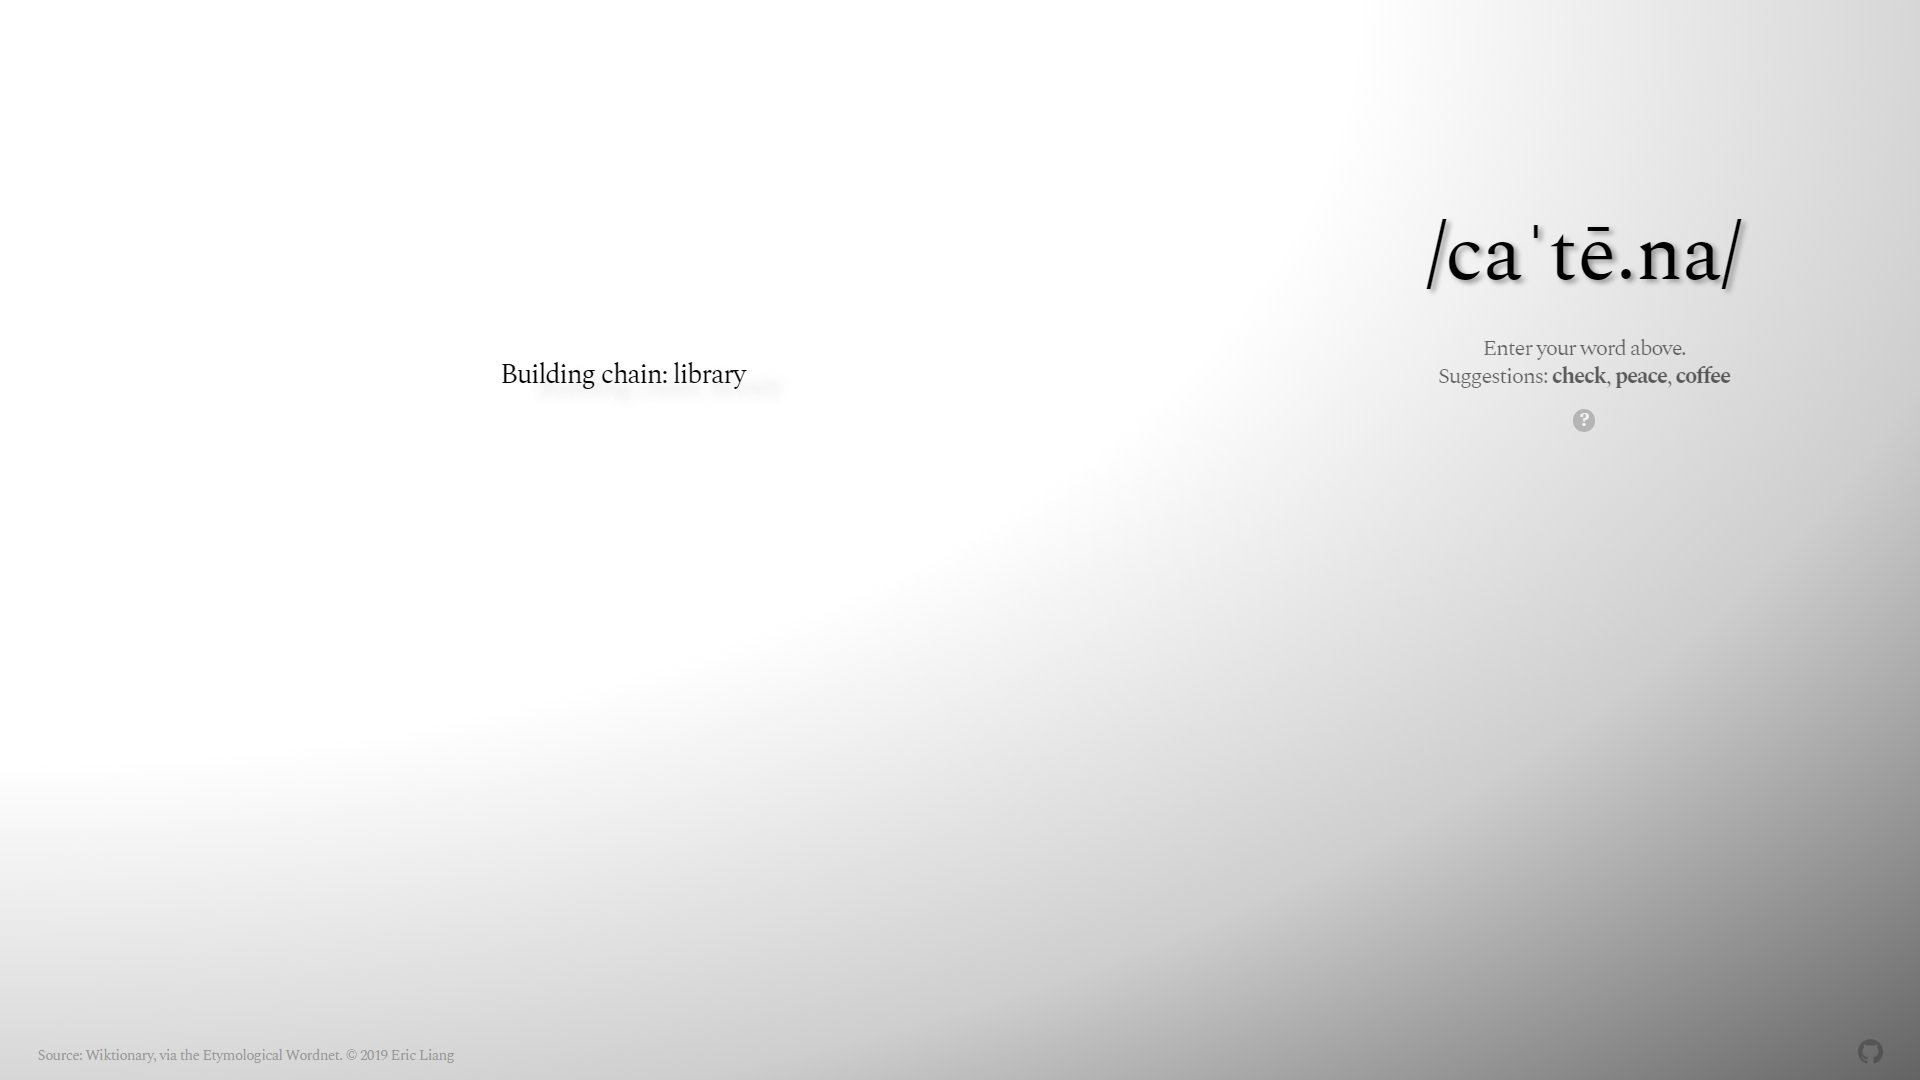 /caˈtē.na/
Enter your word above.
Suggestions: check, peace, coffee
?
Building chain: library
Source: Wiktionary, via the Etymological Wordnet. © 2019 Eric Liang